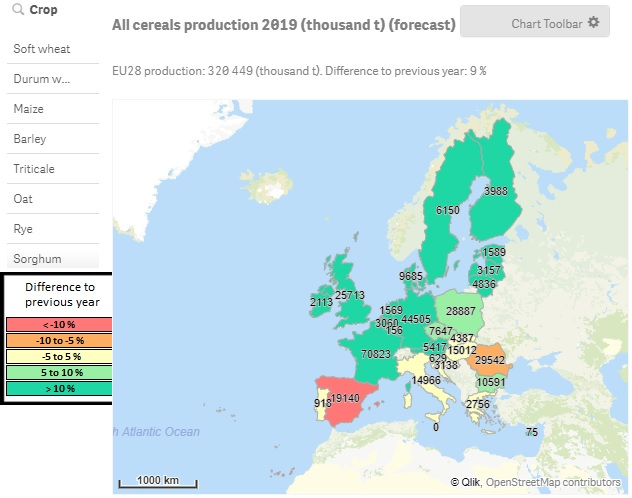 Crop
All cereals production 2019 (thousand t) (forecast)
Chart Toolbar
Soft wheat
Durum w...
Maize
Barley
Triticale
Oat
Rye
Sorghum
EU28 production: 320 449 (thousand t). Difference to previous year: 9 %
Difference to
previous year
< -10 %
-10 to -5 %
-5 to 5 %
5 to 10 %
> 10 %
3988
6150
1589
3157
4836
9685
2113
25713
1569
3060
156
44505
28887
7647
4387
5417
15012
629
3138
70823
29542
10591
14966
918
19140
2756
0
75
h Atlantic Ocean
1000 km
© Qlik, OpenStreetMap contributors